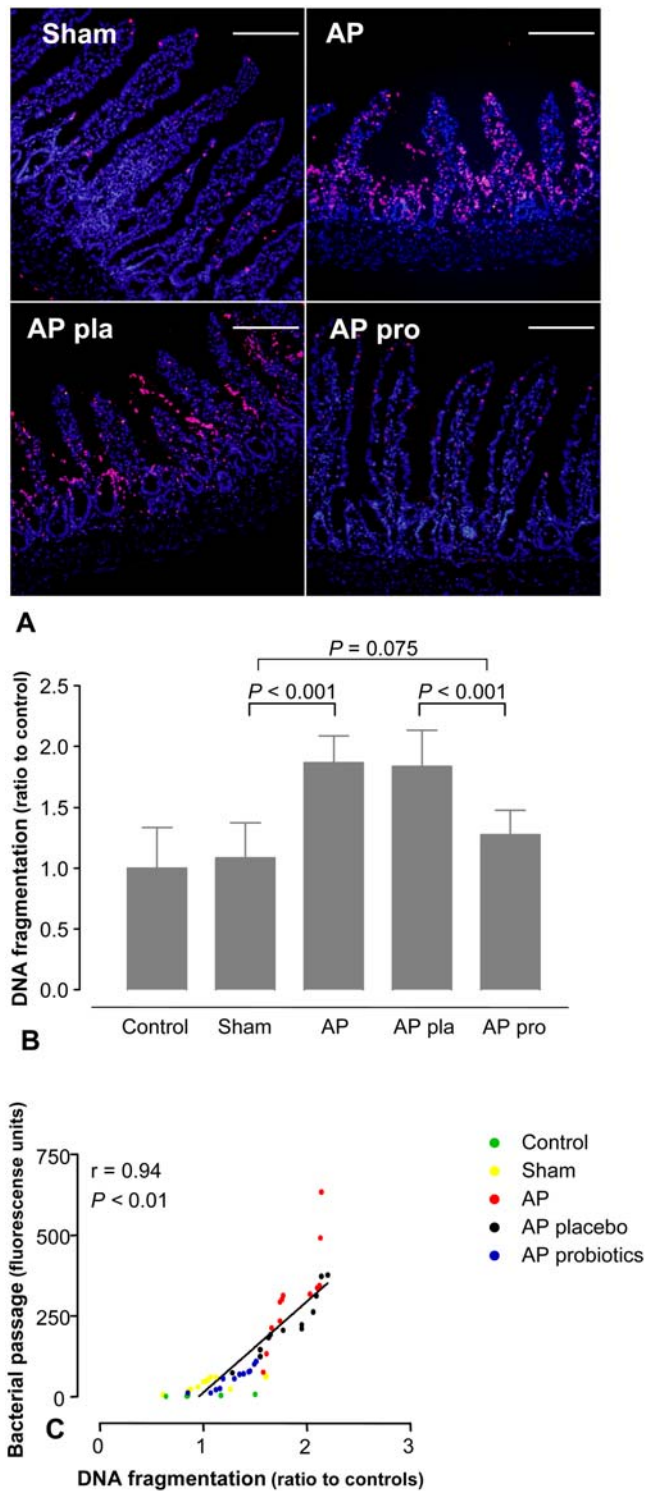 Sham
AP
AP pla
AP pro
A
P = 0.075
P < 0.001
P < 0.001
DNA fragmentation (ratio to control)
2.5
2.0
1.5
1.0
0.5
0.0
Control
Sham
AP
AP pla
AP pro
B
Bacterial passage (fluorescense units)
750
500
250
0
r = 0.94
P < 0.01
Control
Sham
AP
AP placebo
AP probiotics
C
0
1
2
3
DNA fragmentation (ratio to controls)